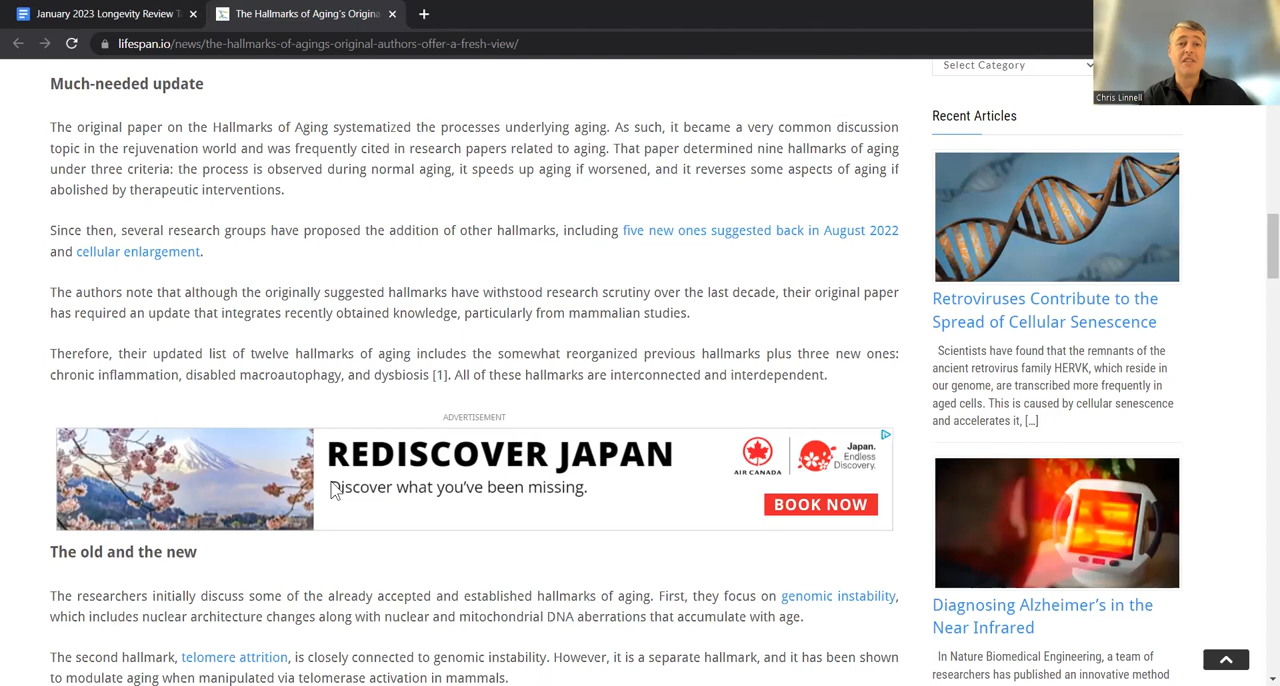 January 2023 Longevity Review T
The Hallmarks of Aging's Origina
lifespan.io/news/the-hallmarks-of-agings-original-authors-offer-a-fresh-view/
Chris Linnell
Much-needed update
The original paper on the Hallmarks of Aging systematized the processes underlying aging. As such, it became a very common discussion
topic in the rejuvenation world and was frequently cited in research papers related to aging. That paper determined nine hallmarks of aging
under three criteria: the process is observed during normal aging, it speeds up aging if worsened, and it reverses some aspects of aging if
abolished by therapeutic interventions.
Since then, several research groups have proposed the addition of other hallmarks, including five new ones suggested back in August 2022
and cellular enlargement.
The authors note that although the originally suggested hallmarks have withstood research scrutiny over the last decade, their original paper
has required an update that integrates recently obtained knowledge, particularly from mammalian studies.
Therefore, their updated list of twelve hallmarks of aging includes the somewhat reorganized previous hallmarks plus three new ones:
chronic inflammation, disabled macroautophagy, and dysbiosis [1]. All of these hallmarks are interconnected and interdependent.
ADVERTISEMENT
REDISCOVER JAPAN
Discover what you've been missing.
AIR CANADA
Japan.
Endless
Discovery.
BOOK NOW
The old and the new
The researchers initially discuss some of the already accepted and established hallmarks of aging. First, they focus on genomic instability,
which includes nuclear architecture changes along with nuclear and mitochondrial DNA aberrations that accumulate with age.
The second hallmark, telomere attrition, is closely connected to genomic instability. However, it is a separate hallmark, and it has been shown
to modulate aging when manipulated via telomerase activation in mammals.
Select Category
Recent Articles
Retroviruses Contribute to the
Spread of Cellular Senescence
Scientists have found that the remnants of the
ancient retrovirus family HERVK, which reside in
our genome, are transcribed more frequently in
aged cells. This is caused by cellular senescence
and accelerates it, [...]
Diagnosing Alzheimer's in the
Near Infrared
In Nature Biomedical Engineering, a team of
researchers has published an innovative method